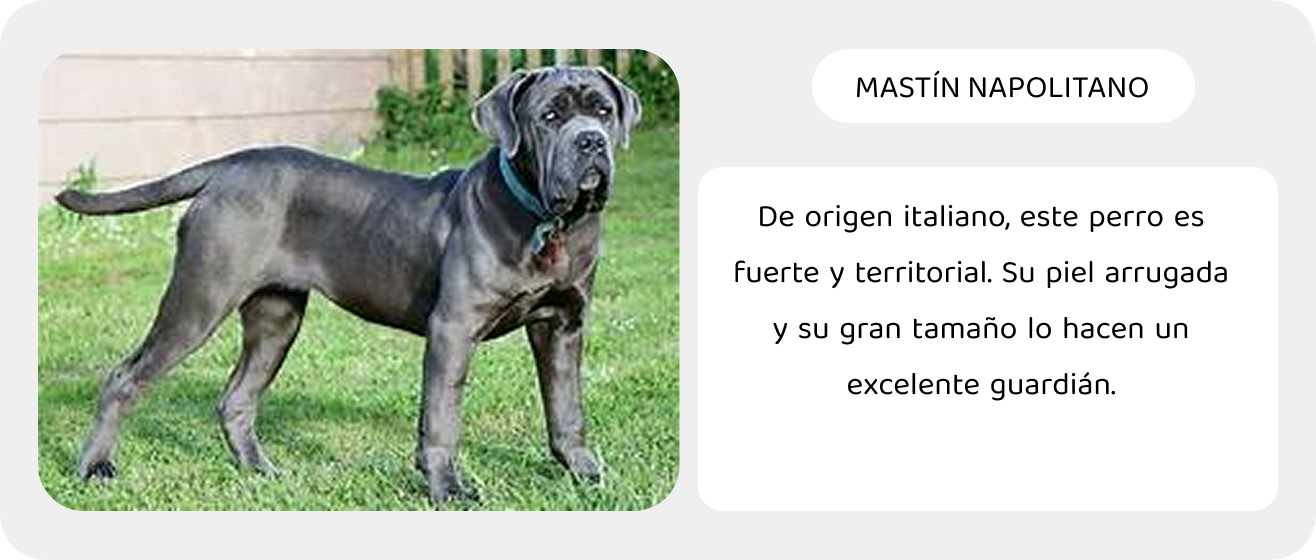 MASTÍN NAPOLITANO
De origen italiano, este perro es
fuerte y territorial. Su piel arrugada
y su gran tamaño lo hacen un
excelente guardián.